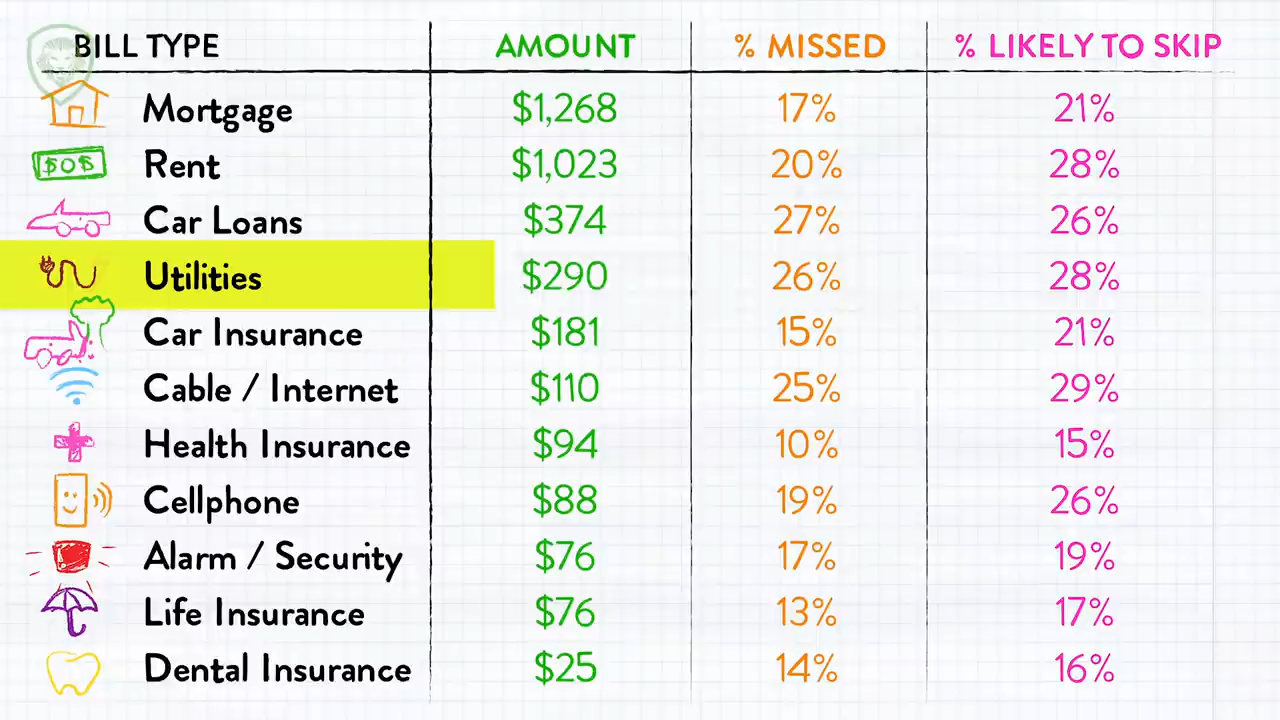 BILL TYPE AMOUNT % MISSED % LIKELY TO SKIP
Mortgage $1,268 17% 21%
$0$ Rent $1,023 20% 28%
Car Loans $374 27% 26%
Utilities $290 26% 28%
Car Insurance $181 15% 21%
Cable / Internet $110 25% 29%
Health Insurance $94 10% 15%
Cellphone $88 19% 26%
Alarm / Security $76 17% 19%
Life Insurance $76 13% 17%
Dental Insurance $25 14% 16%